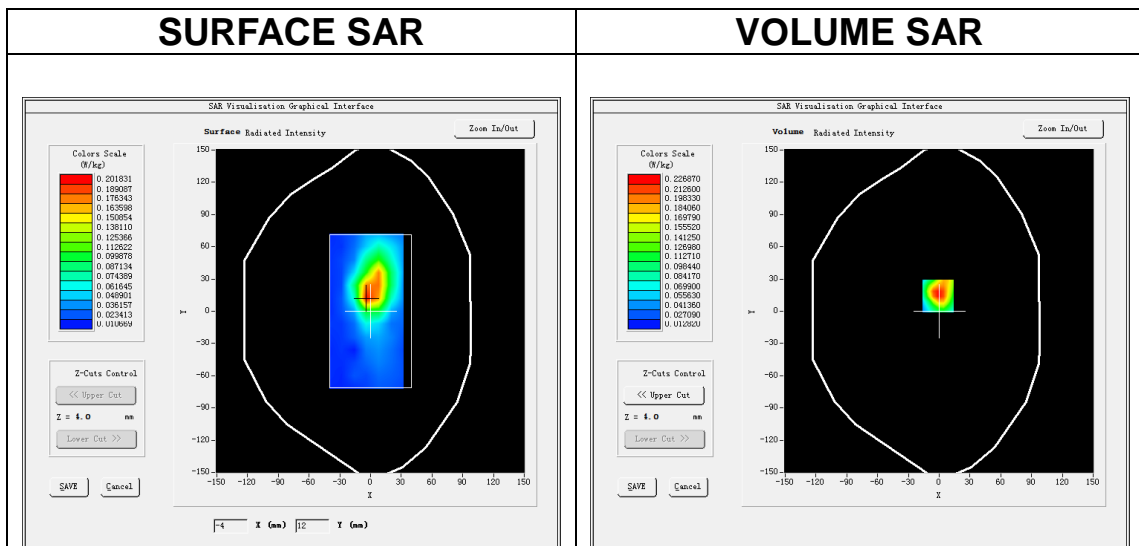 SURFACE SAR
VOLUME SAR
SAR Visualisation Graphical Interface
Surface Radiated Intensity
Zoom In/Out
Colors Scale
(W/kg)
0.201831
0.189087
0.176343
0.163598
0.150854
0.138110
0.125366
0.112622
0.099878
0.087134
0.074389
0.061645
0.048901
0.036157
0.023413
0.010669
Z-Cuts Control
<< Upper Cut
Z = 4.0 mm
Lower Cut >>
SAVE Cancel
150
120
90
60
30
0
-30
-60
-90
-120
-150
Y
-150 -120 -90 -60 -30 0 30 60 90 120 150
X
-4 X (mm) 12 Y (mm)
SAR Visualisation Graphical Interface
Volume Radiated Intensity
Zoom In/Out
Colors Scale
(W/kg)
0.226870
0.212600
0.198330
0.184060
0.169790
0.155520
0.141250
0.126980
0.112710
0.098440
0.084170
0.069900
0.055630
0.041360
0.027090
0.012820
Z-Cuts Control
<< Upper Cut
Z = 4.0 mm
Lower Cut >>
SAVE Cancel
150
120
90
60
30
0
-30
-60
-90
-120
-150
Y
-150 -120 -90 -60 -30 0 30 60 90 120 150
X